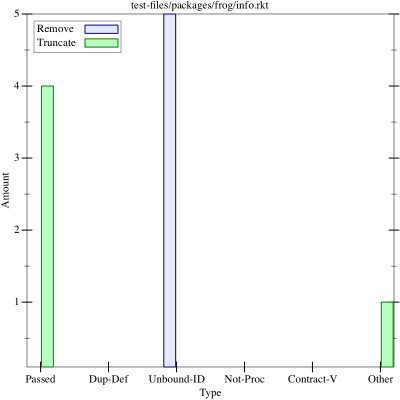 test-files/packages/frog/info.rkt
Remove
Truncate
5
4
3
2
1
Amount
Passed Dup-Def Unbound-ID Not-Proc Contract-V Other
Type